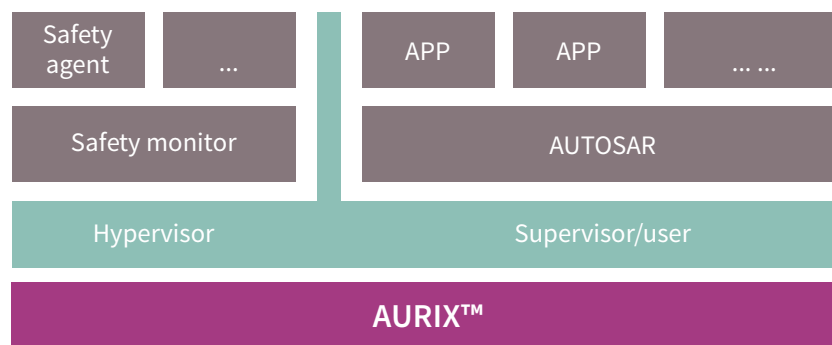 Safety
agent
...
APP
APP
... ...
Safety monitor
AUTOSAR
Hypervisor
Supervisor/user
AURIX™